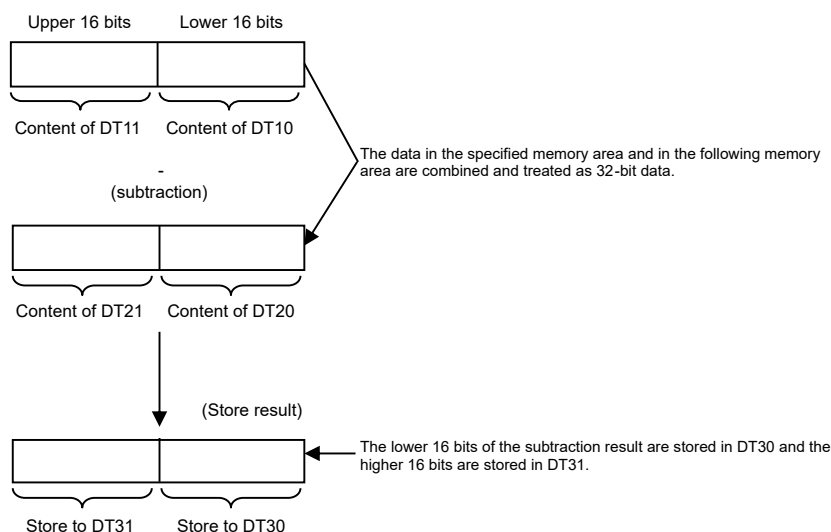 Upper 16 bits Lower 16 bits
Content of DT11 Content of DT10
The data in the specified memory area and in the following memory
area are combined and treated as 32-bit data.
-
(subtraction)
Content of DT21 Content of DT20
(Store result)
The lower 16 bits of the subtraction result are stored in DT30 and the
higher 16 bits are stored in DT31.
Store to DT31 Store to DT30